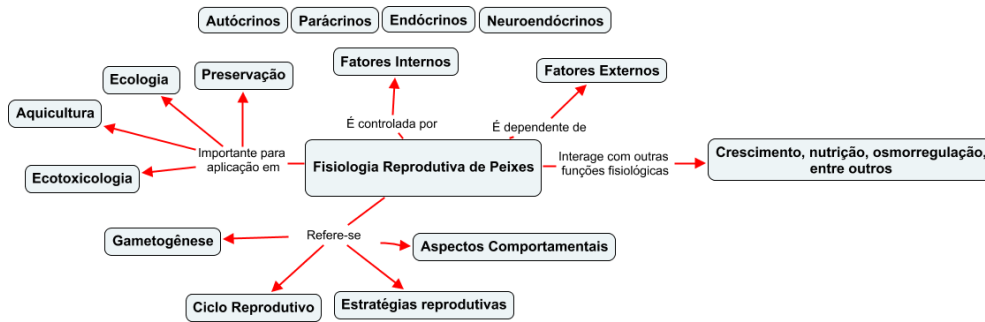 Autócrinos
Parácrinos
Endócrinos
Neuroendócrinos
Fatores Internos
Fatores Externos
Ecologia
Preservação
Aquicultura
Ecotoxicologia
Importante para
aplicação em
É controlada por
É dependente de
Fisiologia Reprodutiva de Peixes
Interage com outras
funções fisiológicas
Crescimento, nutrição, osmorregulação,
entre outros
Refere-se
Gametogênese
Aspectos Comportamentais
Ciclo Reprodutivo
Estratégias reprodutivas